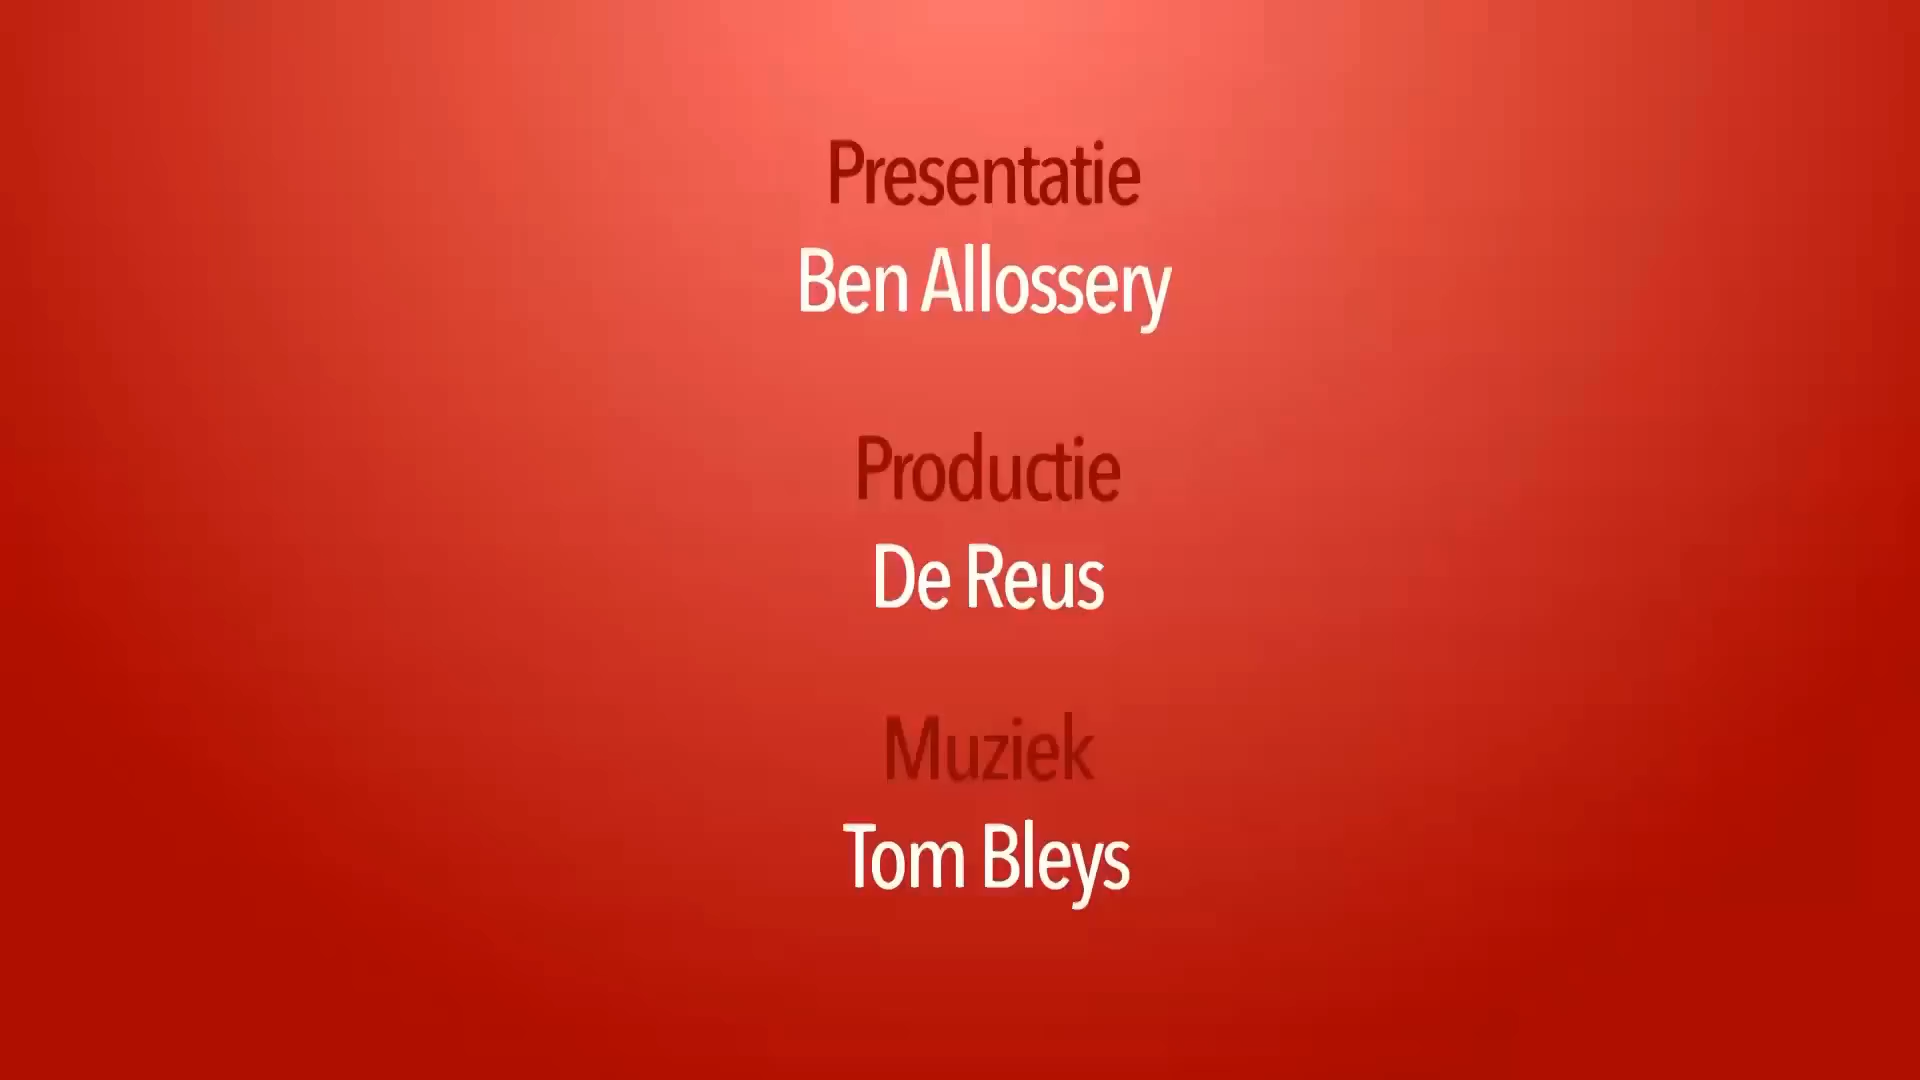 Presentatie
Ben Allossery
Productie
De Reus
Muziek
Tom Bleys